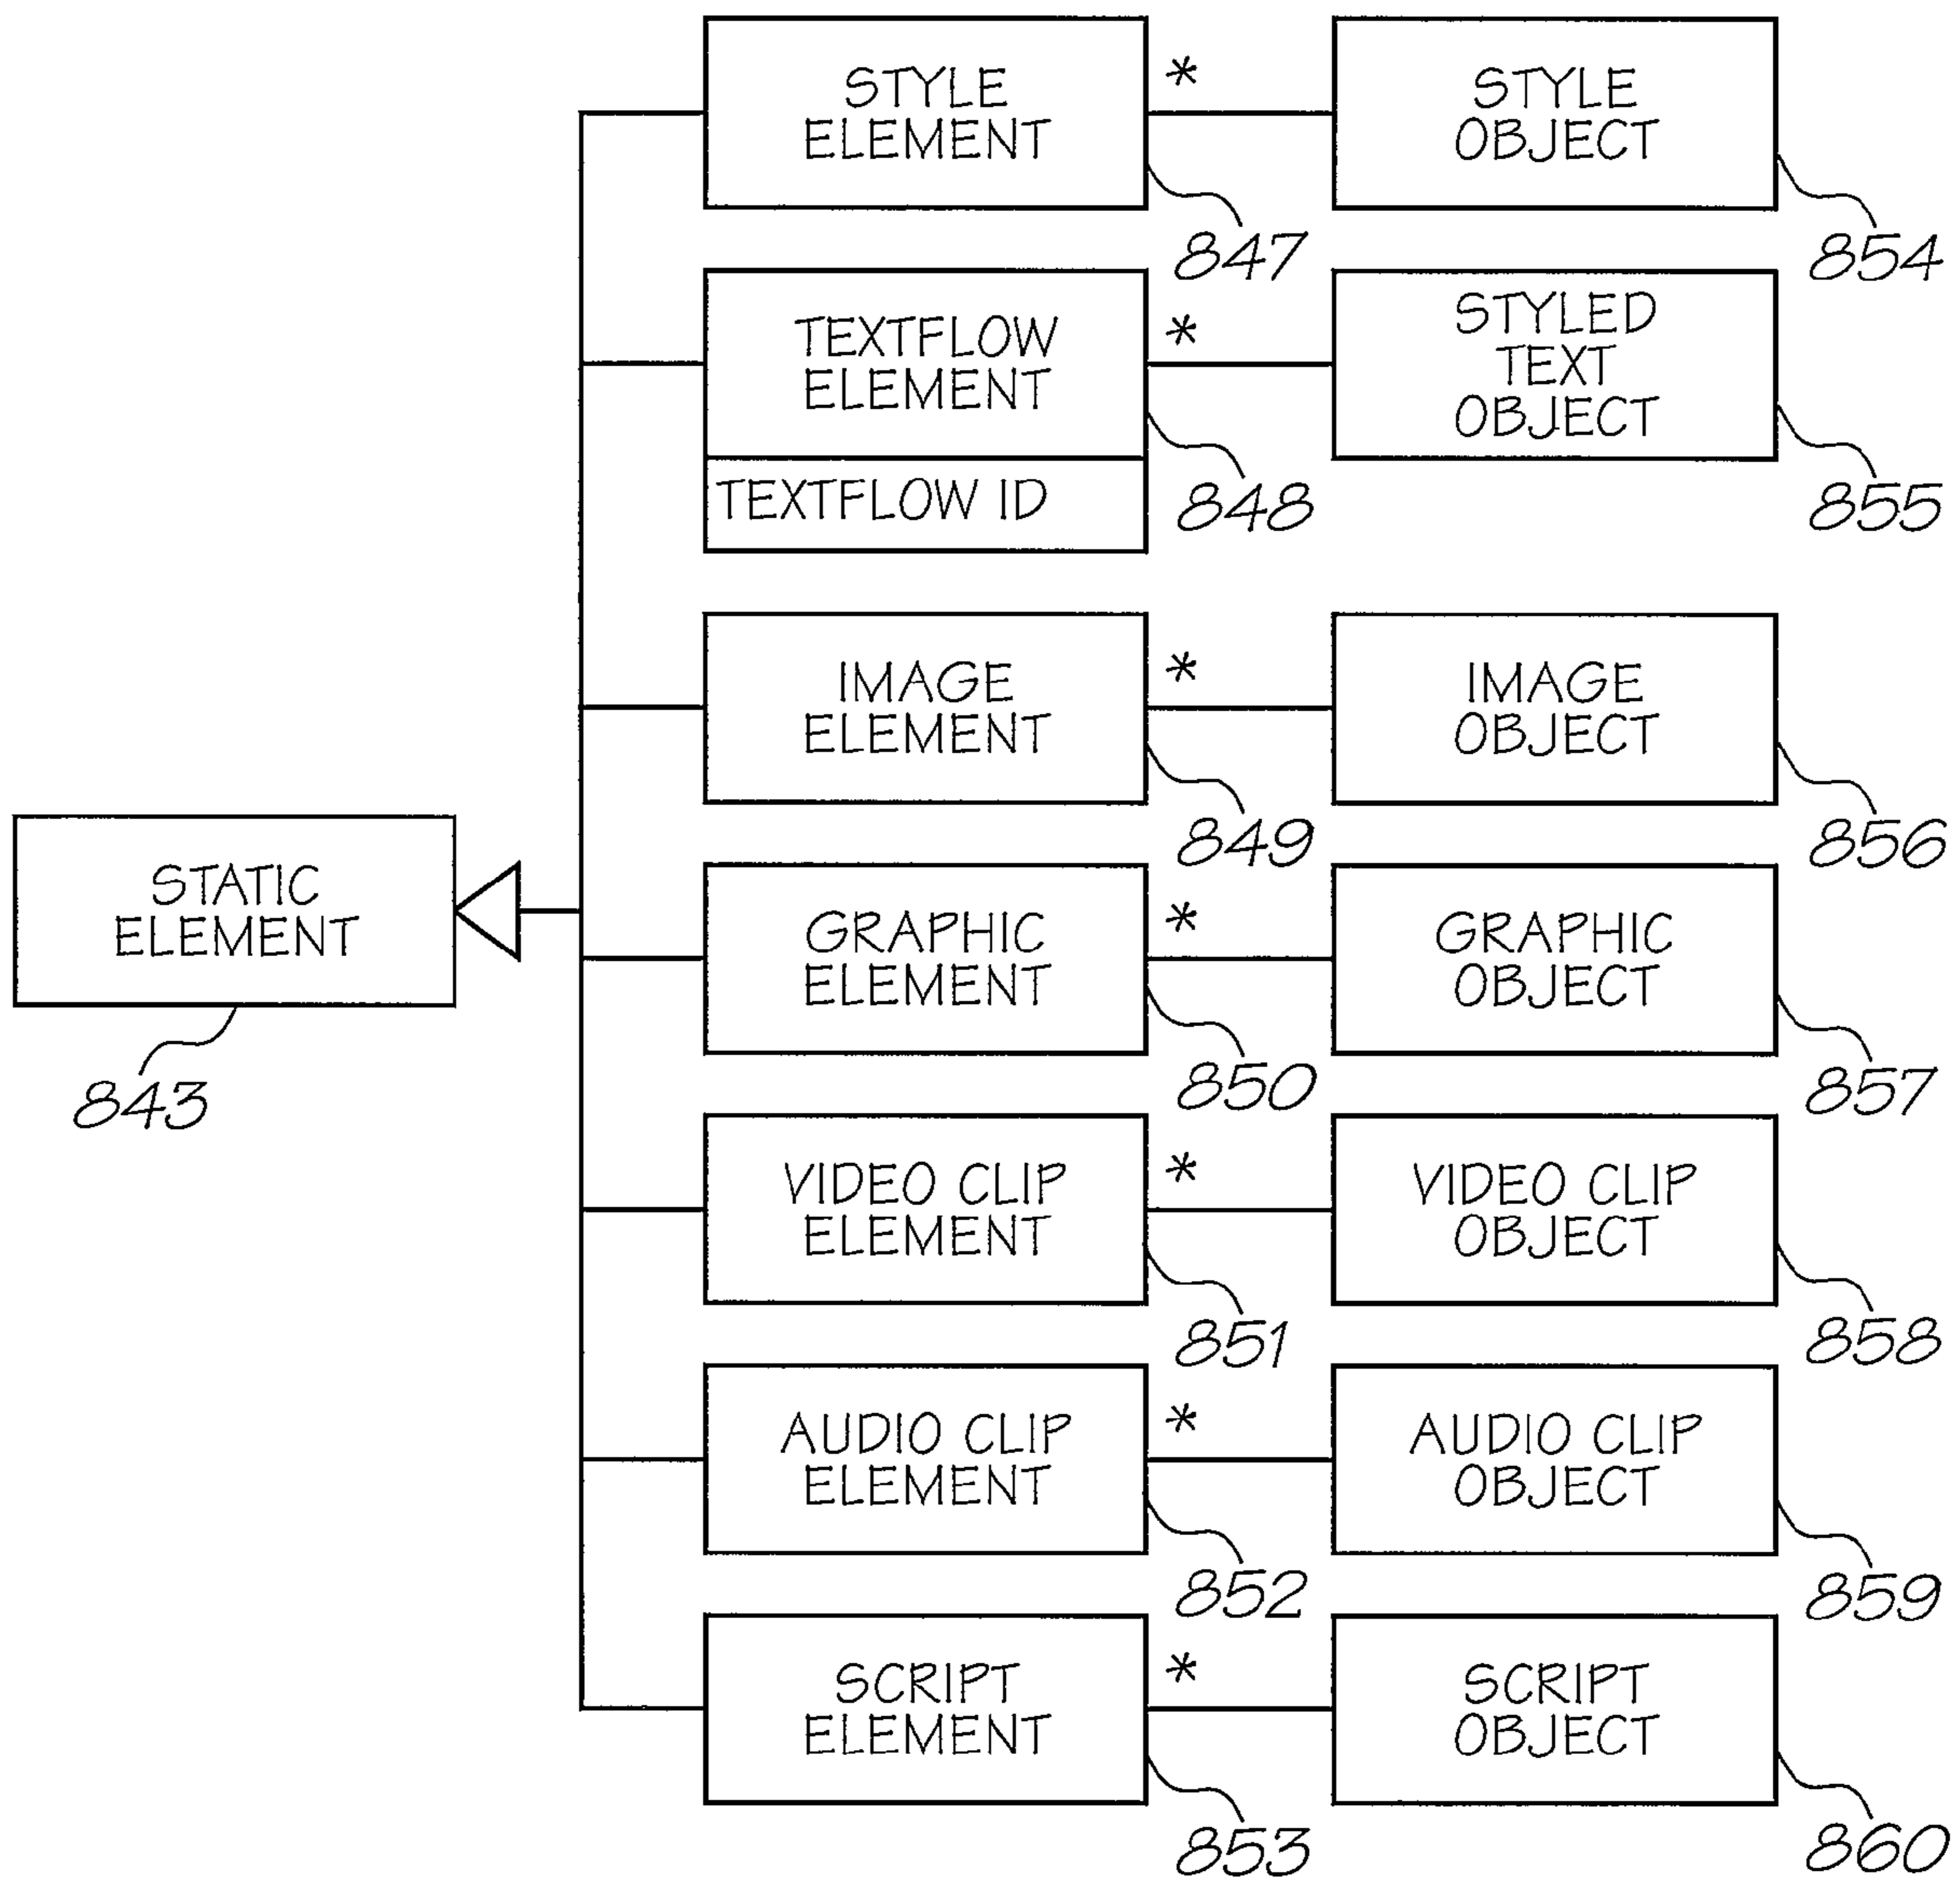 STYLE
ELEMENT
*
STYLE
OBJECT
847
854
TEXTFLOW
ELEMENT
*
STYLED
TEXT
OBJECT
TEXTFLOW ID
848
855
IMAGE
ELEMENT
*
IMAGE
OBJECT
849
856
STATIC
ELEMENT
843
GRAPHIC
ELEMENT
*
GRAPHIC
OBJECT
850
857
VIDEO CLIP
ELEMENT
*
VIDEO CLIP
OBJECT
851
858
AUDIO CLIP
ELEMENT
*
AUDIO CLIP
OBJECT
852
859
SCRIPT
ELEMENT
*
SCRIPT
OBJECT
853
860